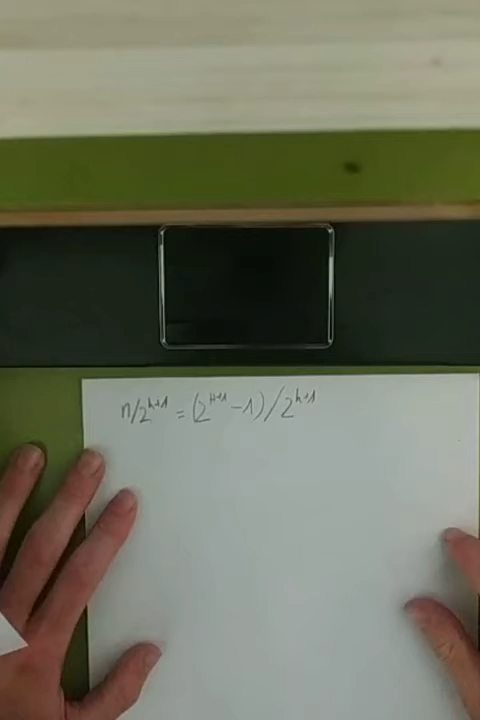 n/2^{h+1} = (2^{H+1} - 1) / 2^{h+1}